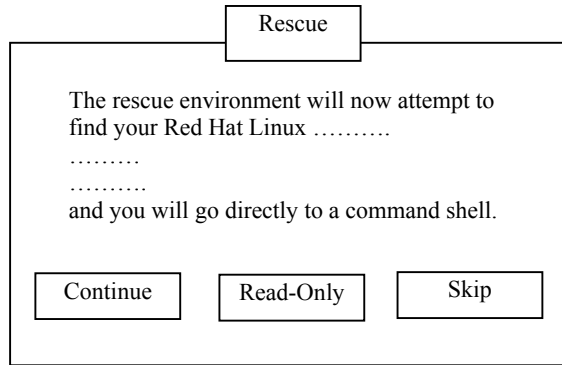 Rescue
The rescue environment will now attempt to
find your Red Hat Linux ……….
………
……….
and you will go directly to a command shell.
Continue
Read-Only
Skip